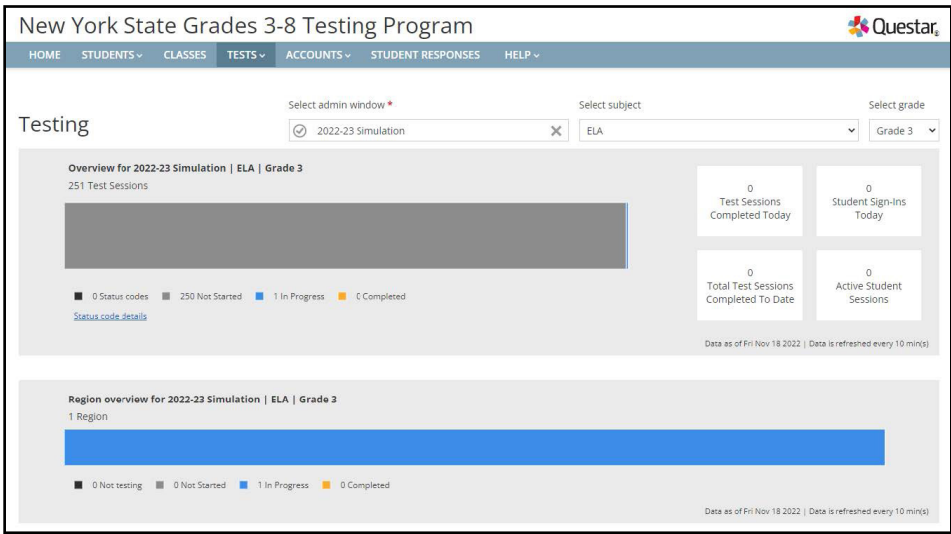 New York State Grades 3-8 Testing Program
Questar
HOME STUDENTS CLASSES TESTS ACCOUNTS STUDENT RESPONSES HELP
Testing
Select admin window *
2022-23 Simulation
Select subject
ELA
Select grade
Grade 3
Overview for 2022-23 Simulation | ELA | Grade 3
251 Test Sessions
0 Status codes 250 Not Started 1 In Progress 0 Completed
Status code details
0
Test Sessions
Completed Today
0
Student Sign-Ins
Today
0
Total Test Sessions
Completed To Date
0
Active Student
Sessions
Data as of Fri Nov 18 2022 | Data is refreshed every 10 min(s)
Region overview for 2022-23 Simulation | ELA | Grade 3
1 Region
0 Not testing 0 Not Started 1 In Progress 0 Completed
Data as of Fri Nov 18 2022 | Data is refreshed every 10 min(s)